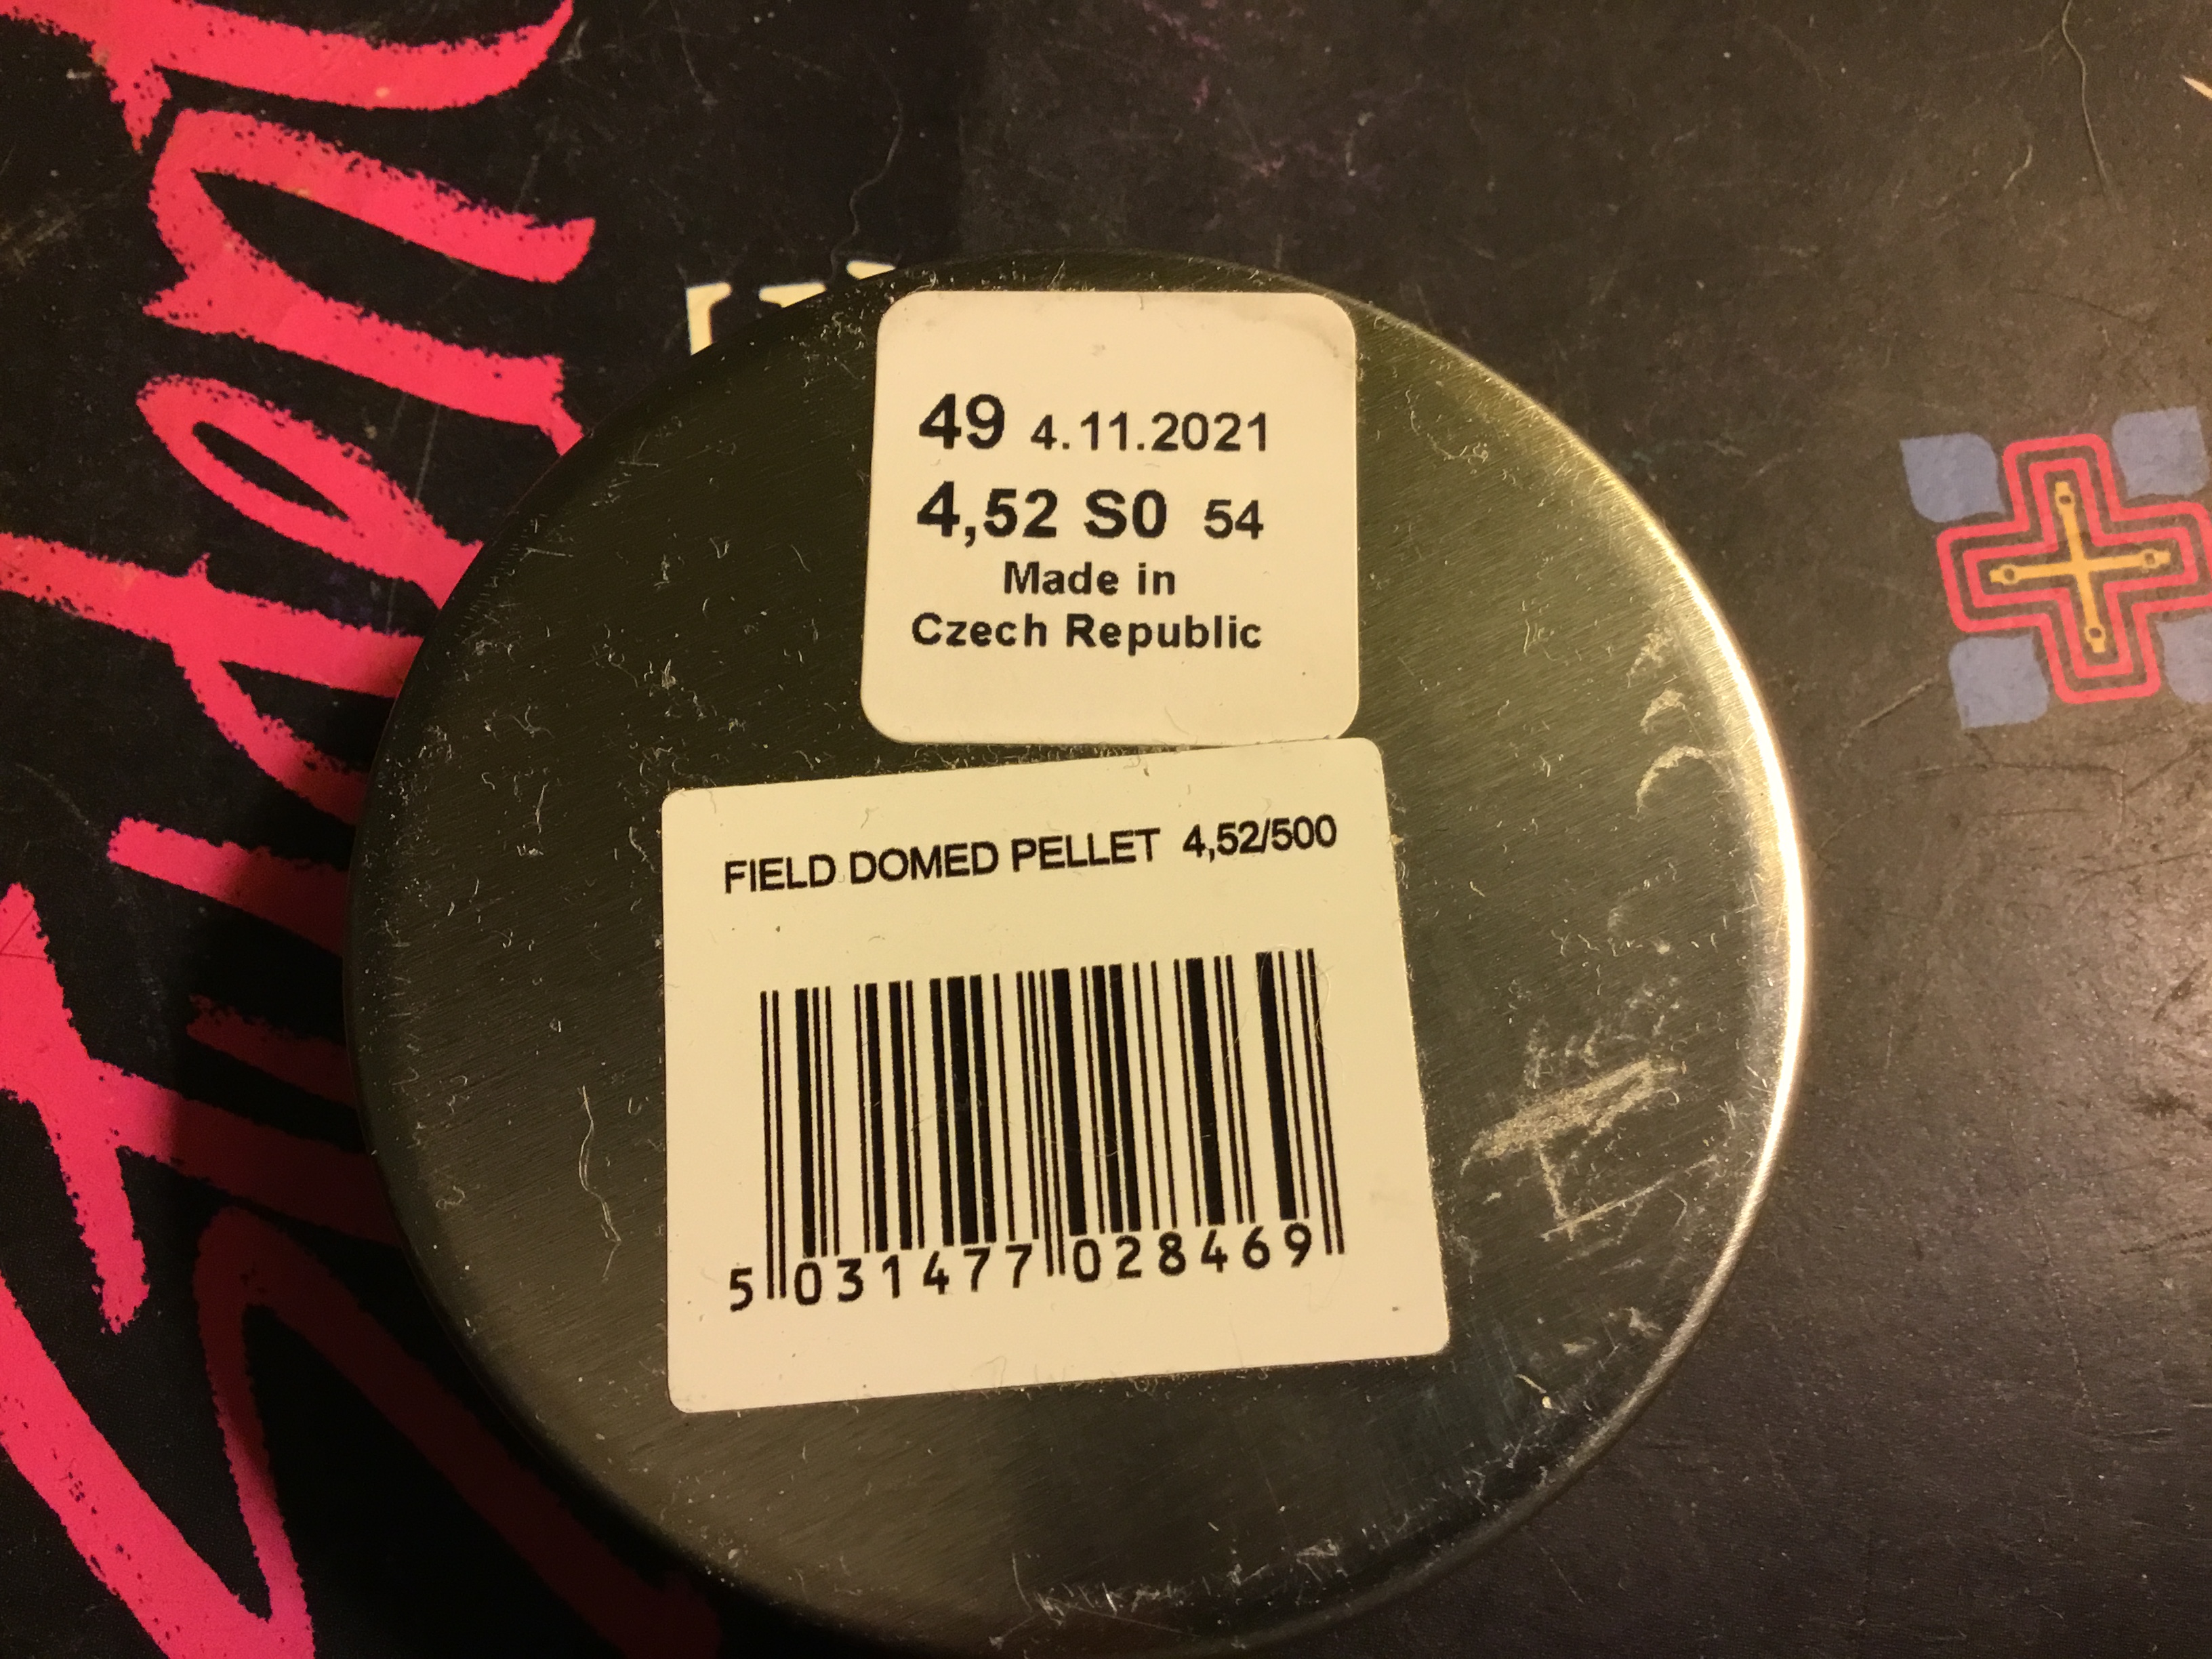 49 4.11.2021
4,52 S0 54
Made in
Czech Republic
FIELD DOMED PELLET 4,52/500
5 031477 028469